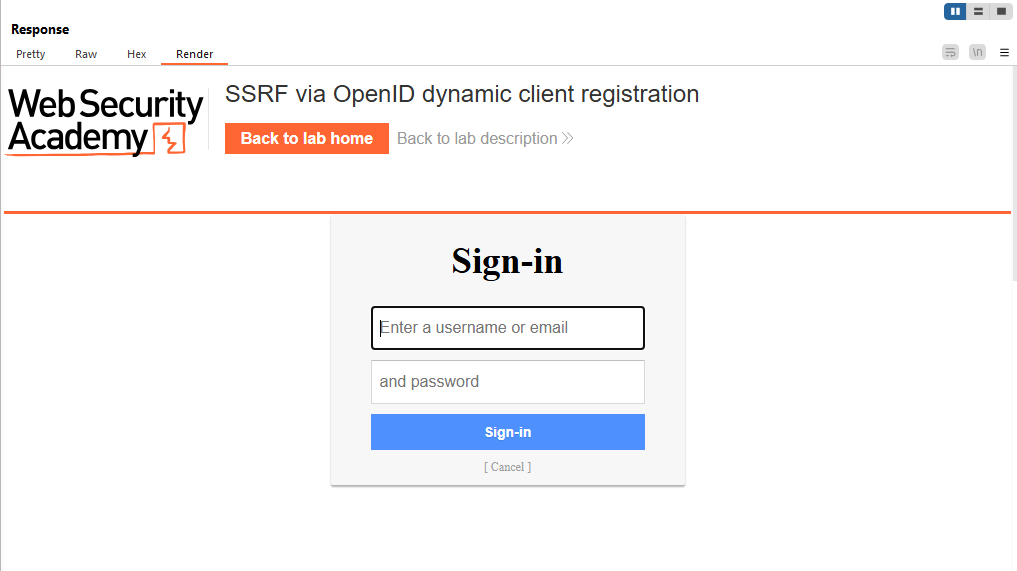 Response
Pretty Raw Hex Render
\n
Web Security
Academy
SSRF via OpenID dynamic client registration
Back to lab home Back to lab description
Sign-in
Enter a username or email
and password
Sign-in
[ Cancel ]